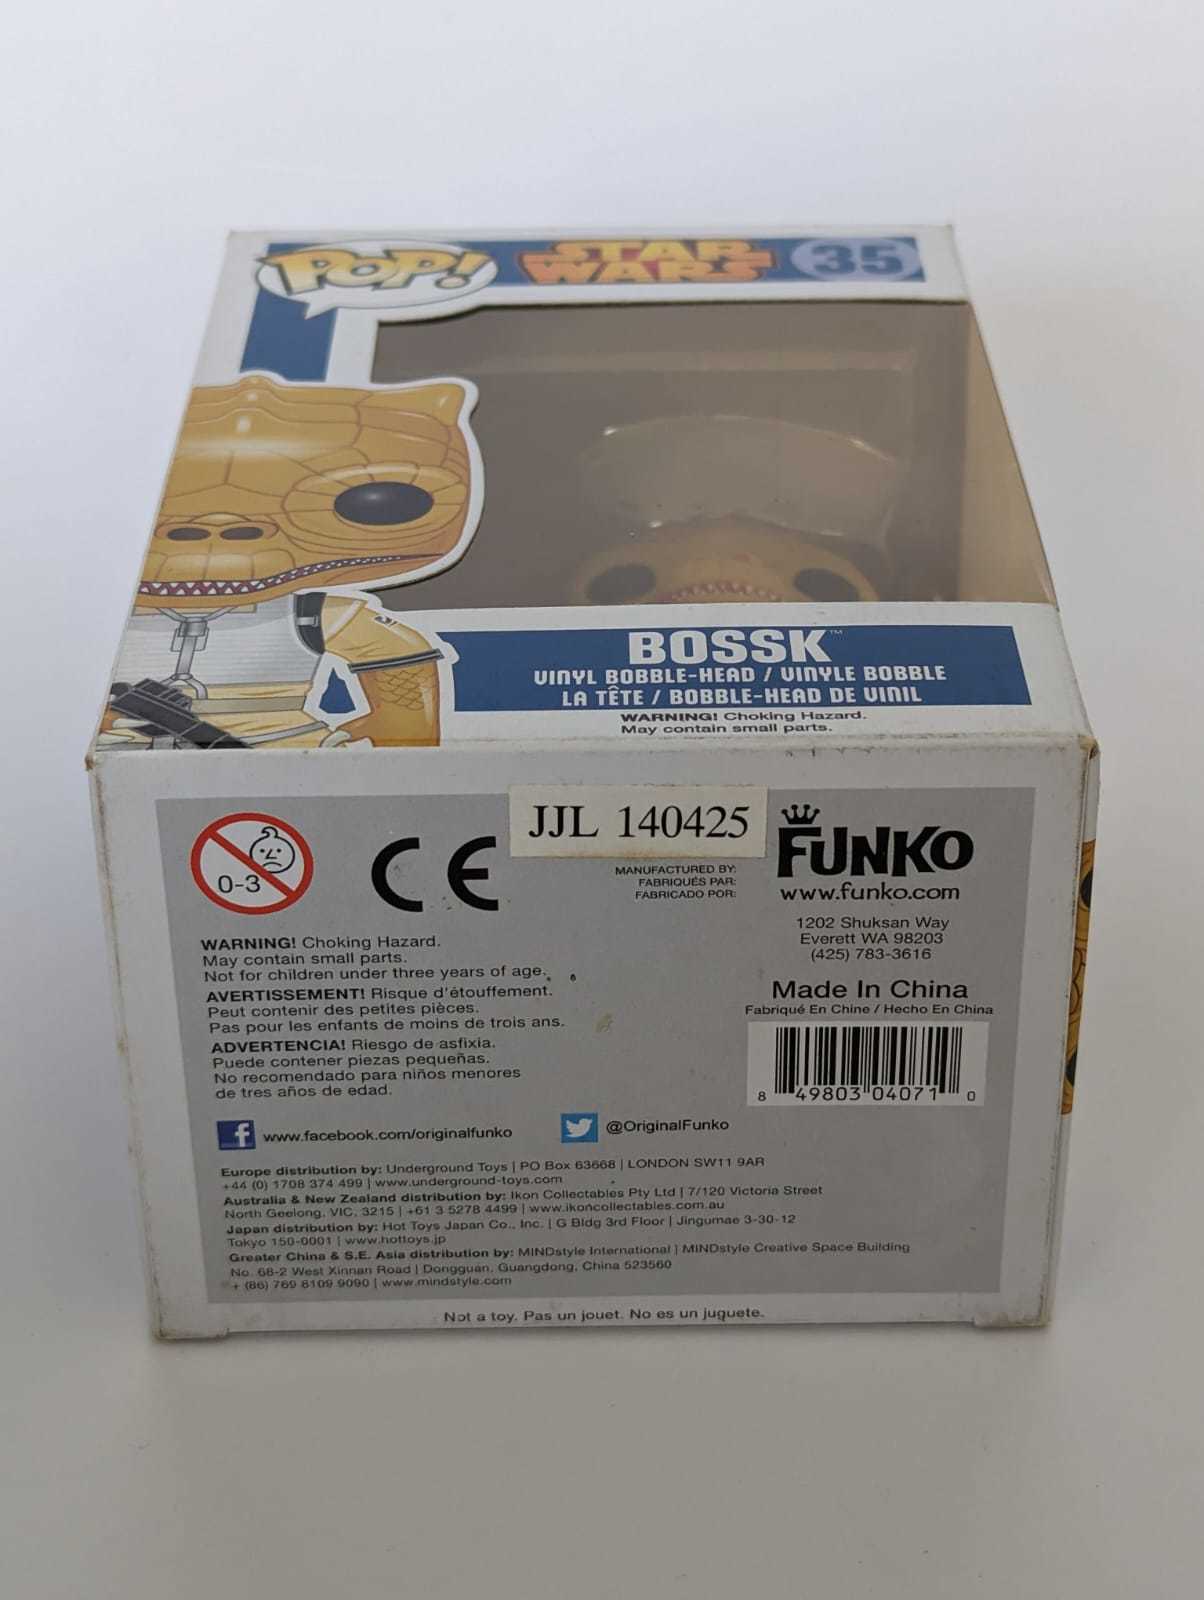 POP!
STAR WARS
35
BOSSK™
VINYL BOBBLE-HEAD / VINYLE BOBBLE
LA TÊTE / BOBBLE-HEAD DE VINIL
WARNING! Choking Hazard.
May contain small parts.
JJL 140425
0-3
CE
MANUFACTURED BY:
FABRIQUÉS PAR:
FABRICADO POR:
FUNKO
www.funko.com
1202 Shuksan Way
Everett WA 98203
(425) 783-3616
Made In China
Fabriqué En Chine / Hecho En China
8 49803 04071 0
WARNING! Choking Hazard.
May contain small parts.
Not for children under three years of age.
AVERTISSEMENT! Risque d'étouffement.
Peut contenir des petites pièces.
Pas pour les enfants de moins de trois ans.
ADVERTENCIA! Riesgo de asfixia.
Puede contener piezas pequeñas.
No recomendado para niños menores
de tres años de edad.
f www.facebook.com/originalfunko
@OriginalFunko
Europe distribution by: Underground Toys | PO Box 63668 | LONDON SW11 9AR
+44 (0) 1708 374 499 | www.underground-toys.com
Australia & New Zealand distribution by: Ikon Collectables Pty Ltd | 7/120 Victoria Street
North Geelong, VIC, 3215 | +61 3 5278 4499 | www.ikoncollectables.com.au
Japan distribution by: Hot Toys Japan Co., Inc. | G Bldg 3rd Floor | Jingumae 3-30-12
Tokyo 150-0001 | www.hottoys.jp
Greater China & S.E. Asia distribution by: MINDstyle International | MINDstyle Creative Space Building
No. 68-2 West Xinnan Road | Dongguan, Guangdong, China 523560
+ (86) 769 8109 9090 | www.mindstyle.com
Not a toy. Pas un jouet. No es un juguete.